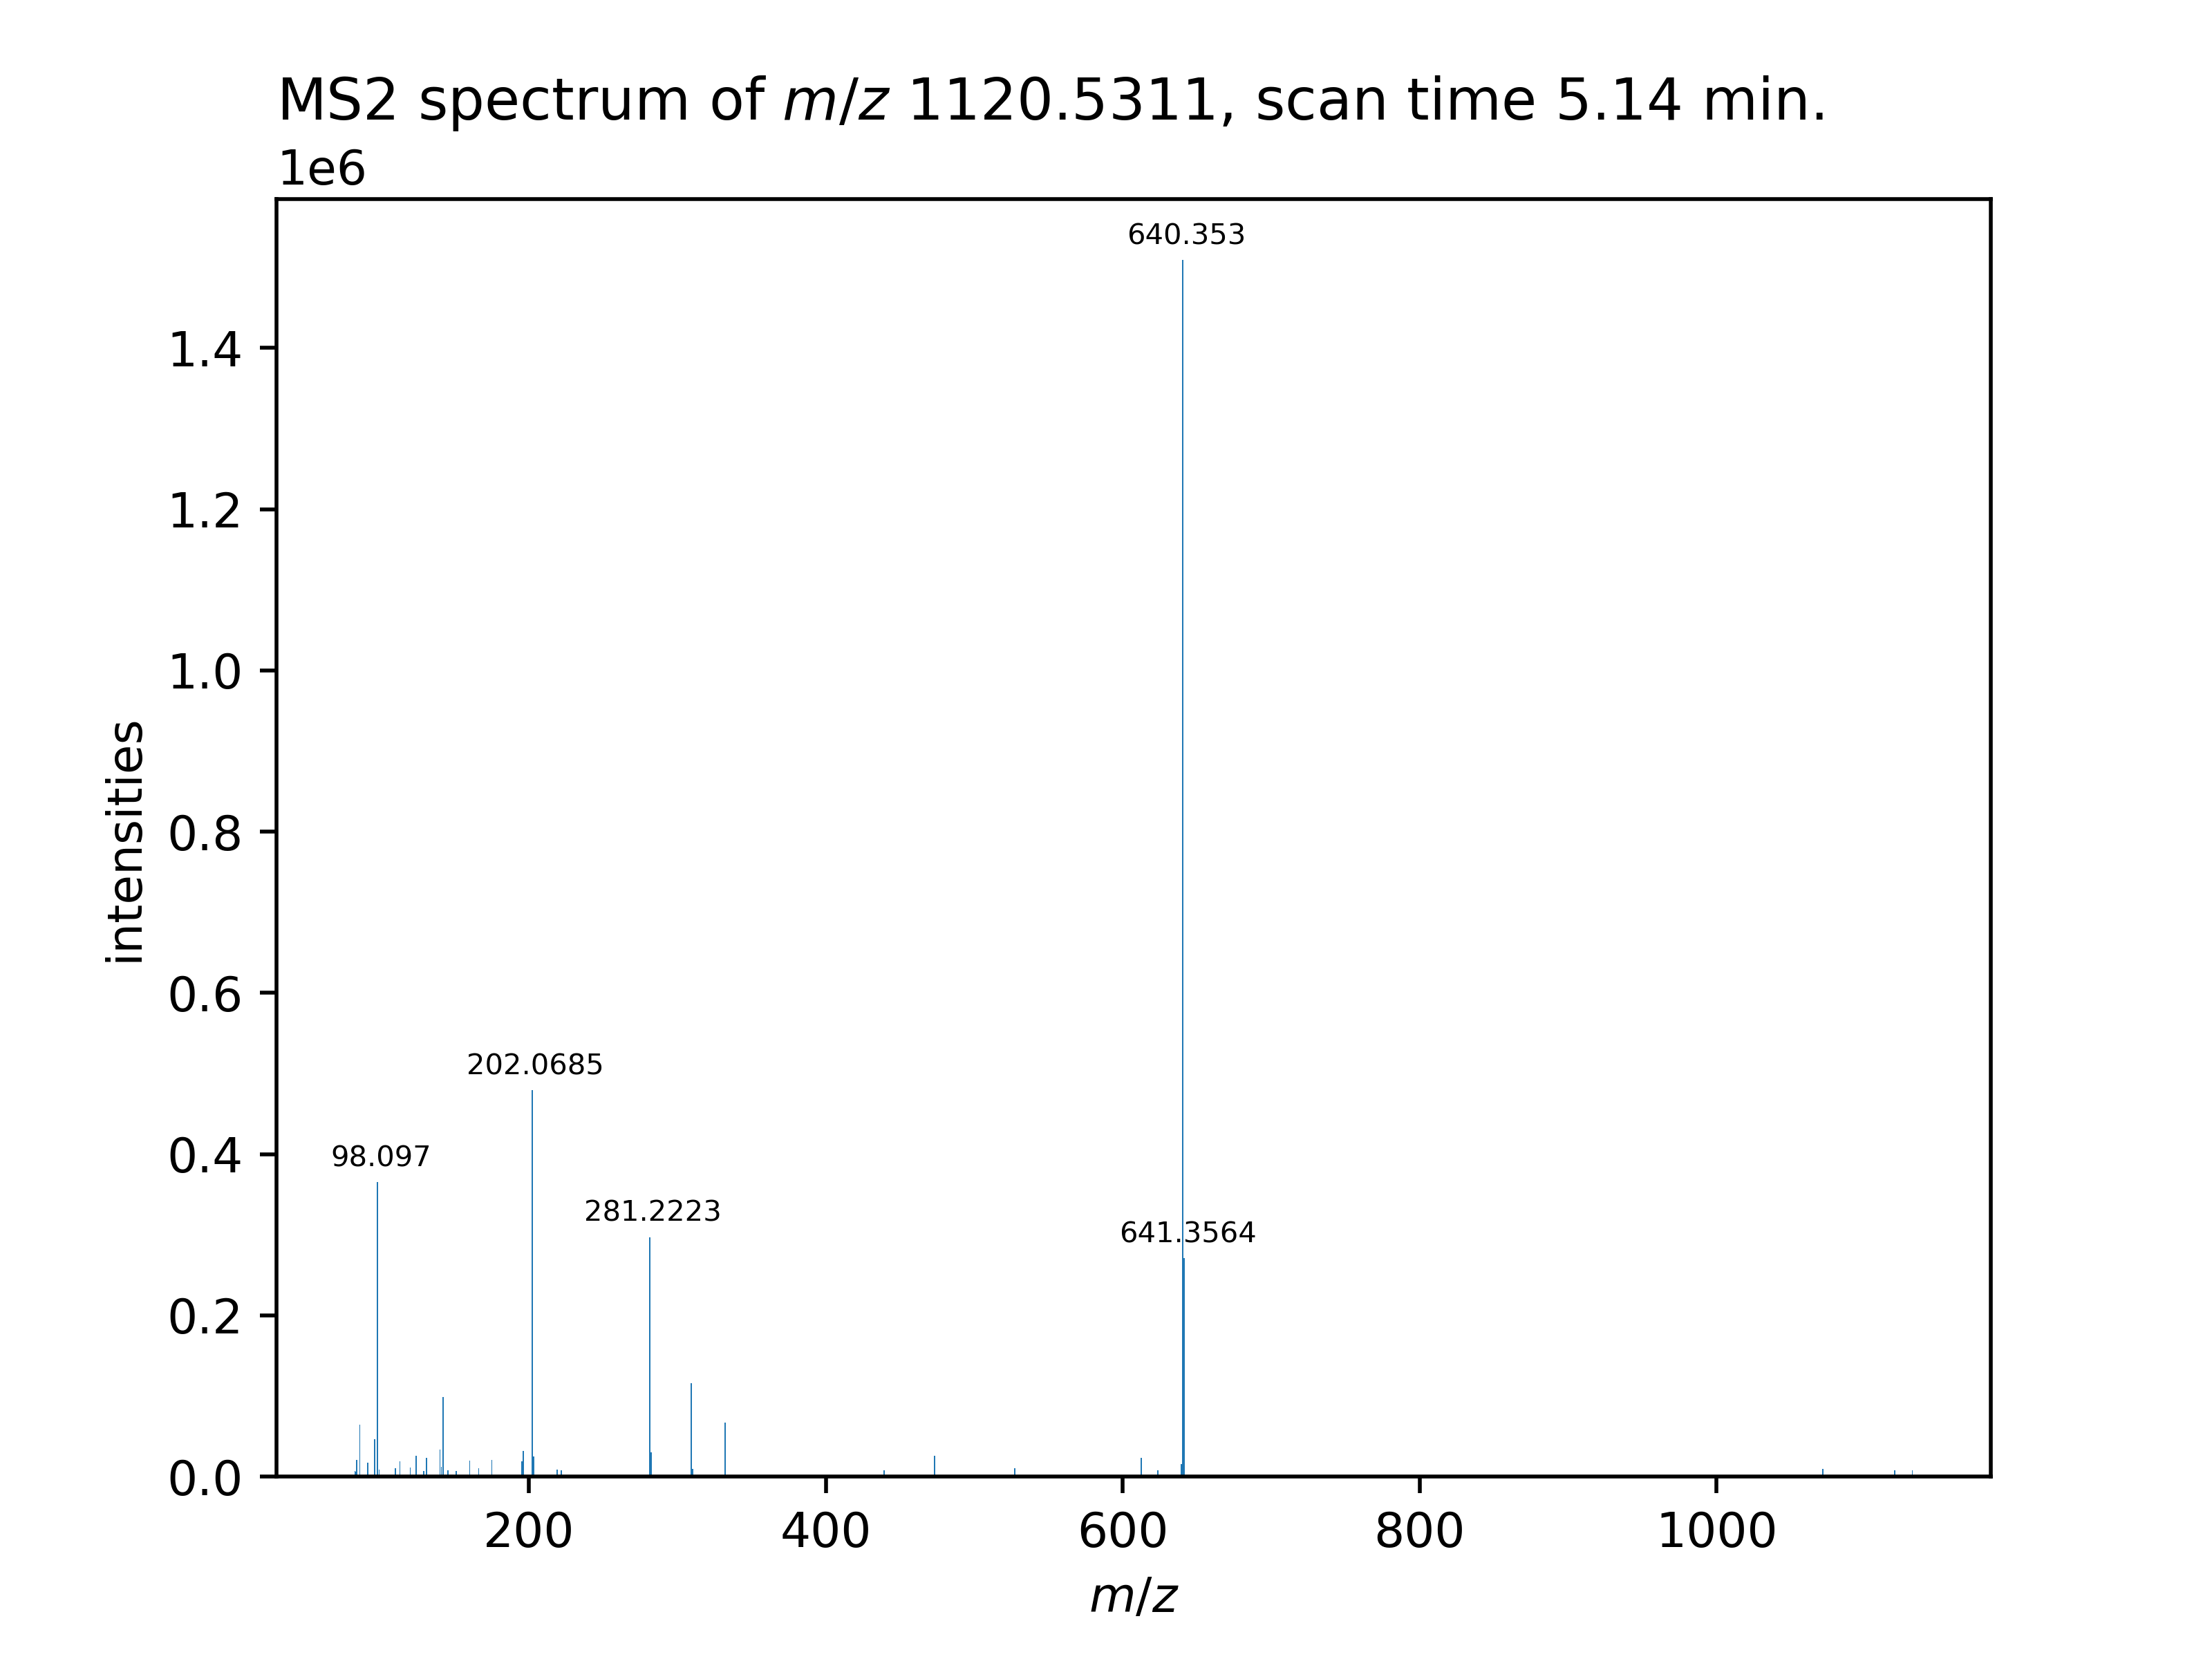 MS2 spectrum of m/z 1120.5311, scan time 5.14 min.
1e6
640.353
1.4
1.2
1.0
0.8
202.0685
98.097
281.2223
641.3564
0.6
0.4
0.2
0.0
intensities
200 400 600 800 1000
m/z